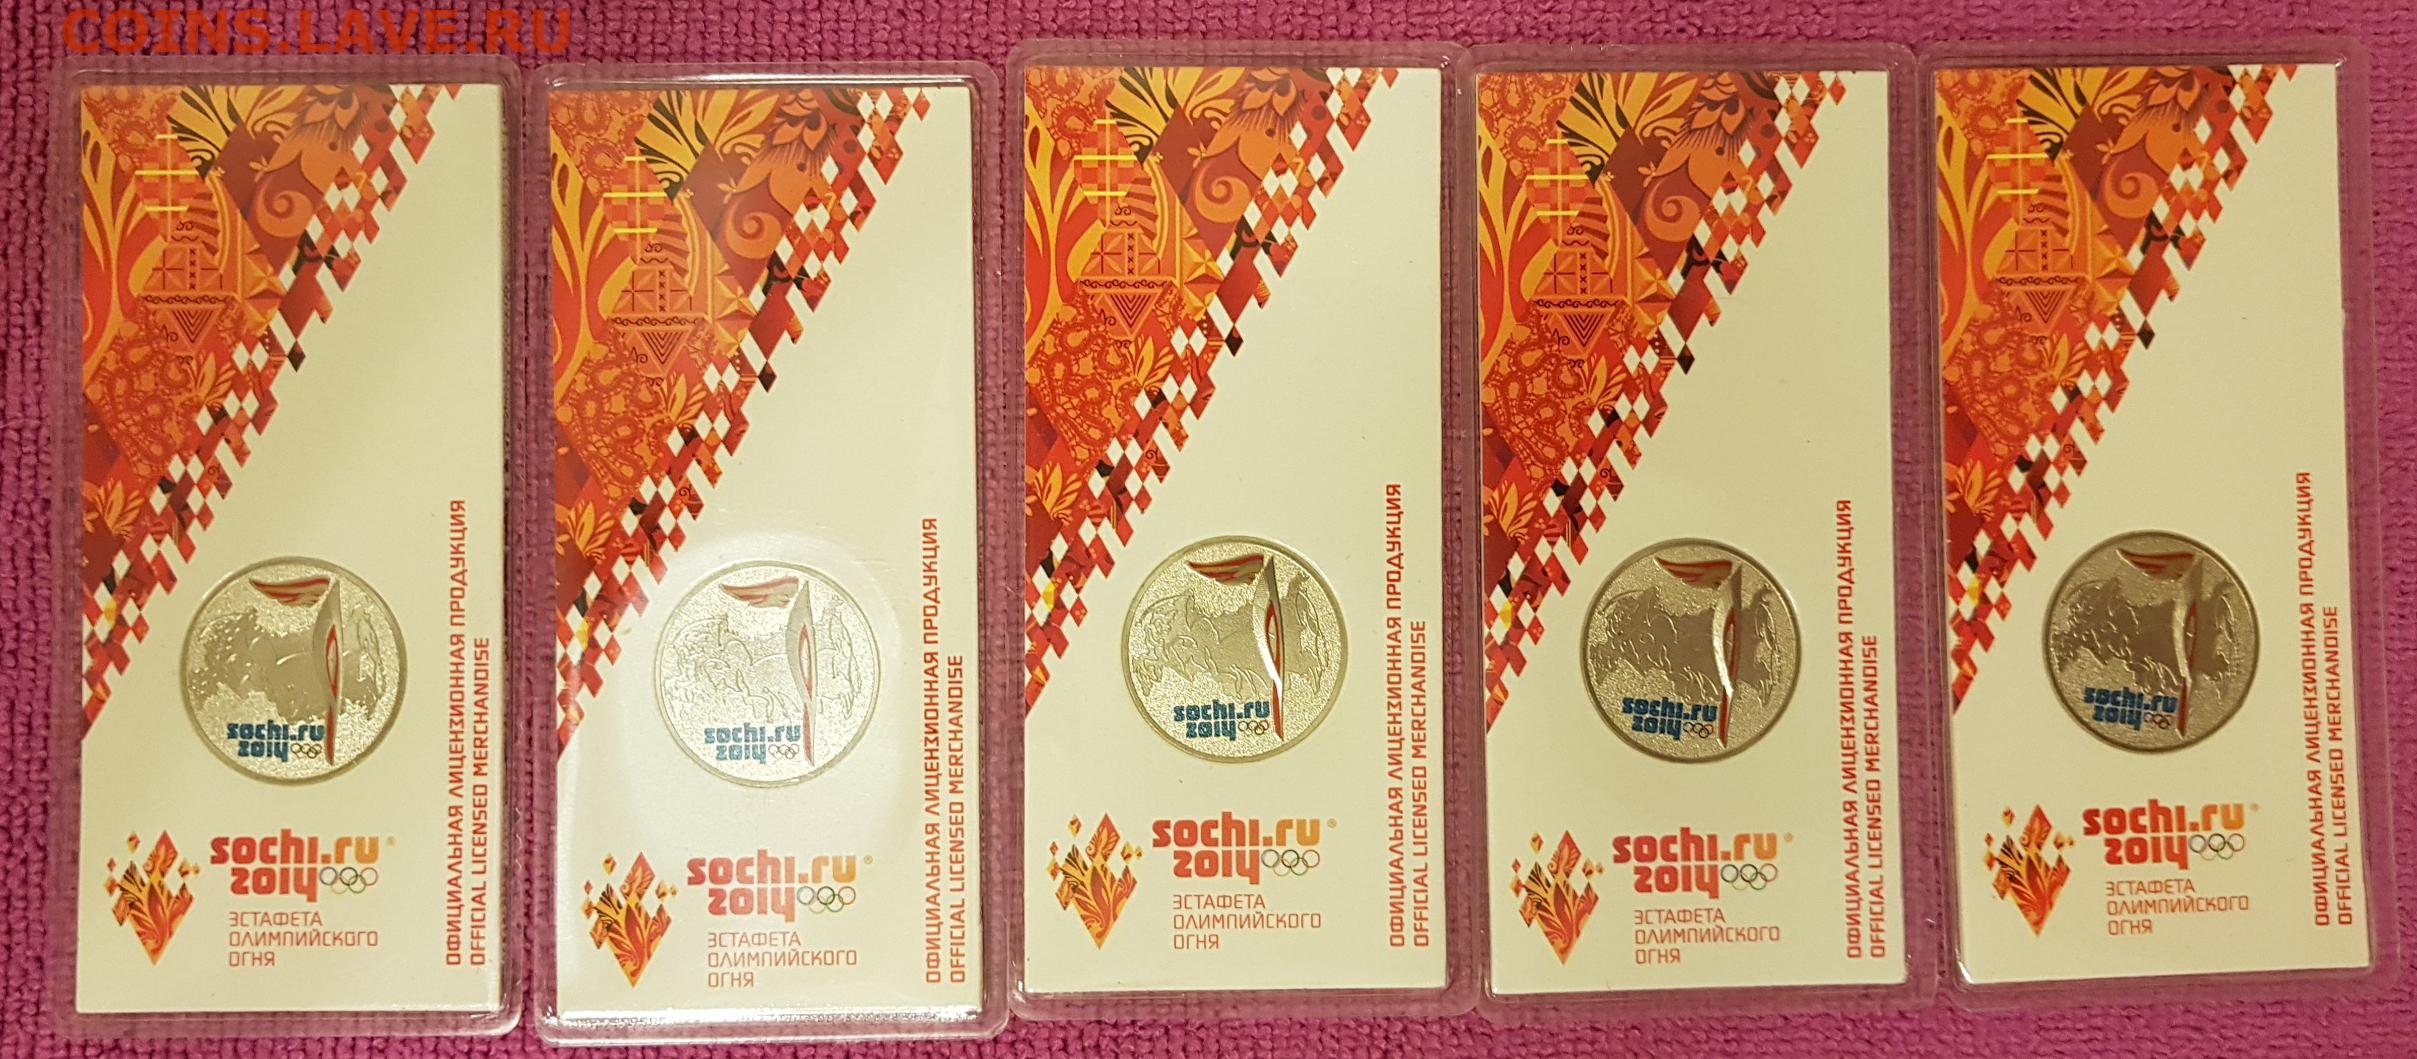 COINS.LAVE.RU
sochi.ru
2014
sochi.ru®
2014
ЭСТАФЕТА
ОЛИМПИЙСКОГО
ОГНЯ
ОФИЦИАЛЬНАЯ ЛИЦЕНЗИОННАЯ ПРОДУКЦИЯ
OFFICIAL LICENSED MERCHANDISE
sochi.ru
2014
sochi.ru®
2014
ЭСТАФЕТА
ОЛИМПИЙСКОГО
ОГНЯ
ОФИЦИАЛЬНАЯ ЛИЦЕНЗИОННАЯ ПРОДУКЦИЯ
OFFICIAL LICENSED MERCHANDISE
sochi.ru
2014
sochi.ru®
2014
ЭСТАФЕТА
ОЛИМПИЙСКОГО
ОГНЯ
ОФИЦИАЛЬНАЯ ЛИЦЕНЗИОННАЯ ПРОДУКЦИЯ
OFFICIAL LICENSED MERCHANDISE
sochi.ru
2014
sochi.ru®
2014
ЭСТАФЕТА
ОЛИМПИЙСКОГО
ОГНЯ
ОФИЦИАЛЬНАЯ ЛИЦЕНЗИОННАЯ ПРОДУКЦИЯ
OFFICIAL LICENSED MERCHANDISE
sochi.ru
2014
sochi.ru®
2014
ЭСТАФЕТА
ОЛИМПИЙСКОГО
ОГНЯ
ОФИЦИАЛЬНАЯ ЛИЦЕНЗИОННАЯ ПРОДУКЦИЯ
OFFICIAL LICENSED MERCHANDISE